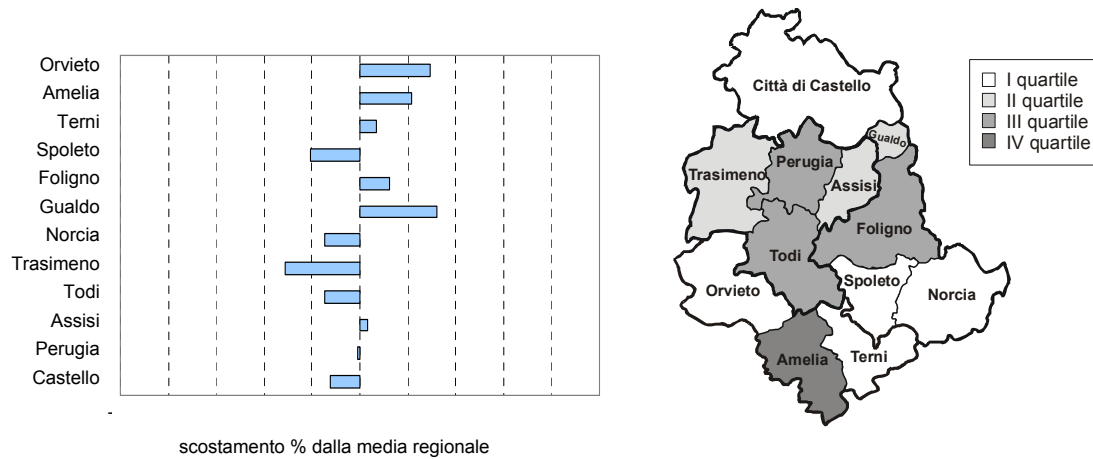 Orvieto
Amelia
Terni
Spoleto
Foligno
Gualdo
Norcia
Trasimeno
Todi
Assisi
Perugia
Castello
-
scostamento % dalla media regionale
Città di Castello
Gualdo
Perugia
Trasimeno
Assisi
Foligno
Todi
Spoleto
Orvieto
Norcia
Amelia
Terni
I quartile
II quartile
III quartile
IV quartile